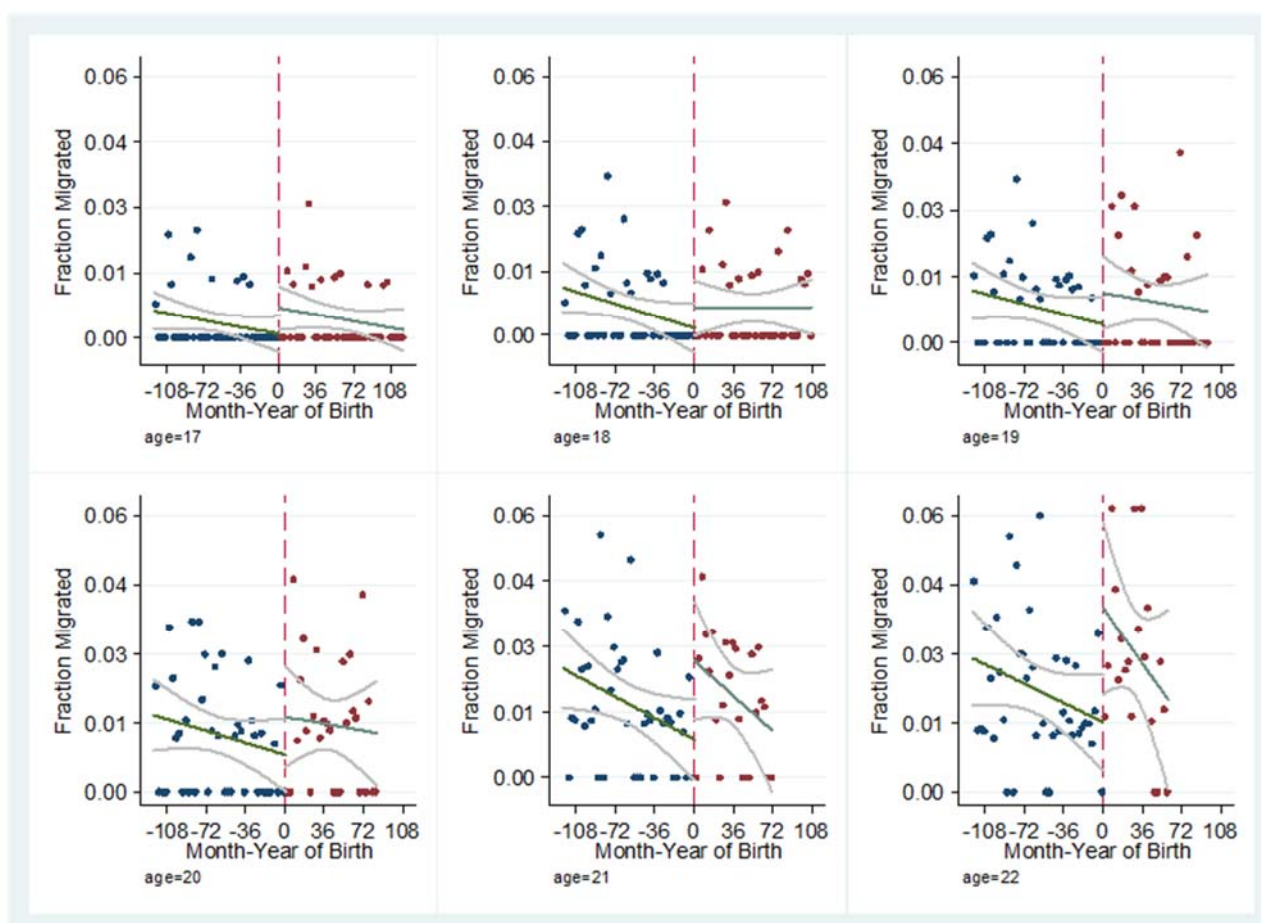 0.06
0.04
0.03
0.01
0.00
Fraction Migrated
-108-72 -36 0 36 72 108
Month-Year of Birth
age=17
0.06
0.04
0.03
0.01
0.00
Fraction Migrated
-108 -72 -36 0 36 72 108
Month-Year of Birth
age=18
0.06
0.04
0.03
0.01
0.00
Fraction Migrated
-108 -72 -36 0 36 72 108
Month-Year of Birth
age=19
0.06
0.04
0.03
0.01
0.00
Fraction Migrated
-108 -72 -36 0 36 72 108
Month-Year of Birth
age=20
0.06
0.04
0.03
0.01
0.00
Fraction Migrated
-108 -72 -36 0 36 72 108
Month-Year of Birth
age=21
0.06
0.04
0.03
0.01
0.00
Fraction Migrated
-108 -72 -36 0 36 72 108
Month-Year of Birth
age=22